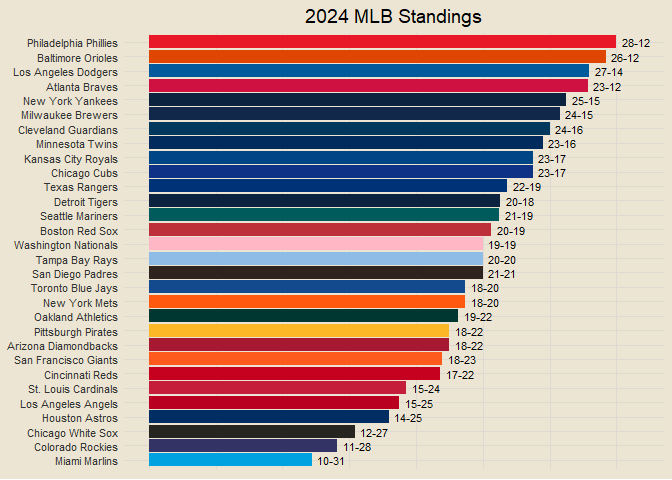 2024 MLB Standings
Philadelphia Phillies 28-12
Baltimore Orioles 26-12
Los Angeles Dodgers 27-14
Atlanta Braves 23-12
New York Yankees 25-15
Milwaukee Brewers 24-15
Cleveland Guardians 24-16
Minnesota Twins 23-16
Kansas City Royals 23-17
Chicago Cubs 23-17
Texas Rangers 22-19
Detroit Tigers 20-18
Seattle Mariners 21-19
Boston Red Sox 20-19
Washington Nationals 19-19
Tampa Bay Rays 20-20
San Diego Padres 21-21
Toronto Blue Jays 18-20
New York Mets 18-20
Oakland Athletics 19-22
Pittsburgh Pirates 18-22
Arizona Diamondbacks 18-22
San Francisco Giants 18-23
Cincinnati Reds 17-22
St. Louis Cardinals 15-24
Los Angeles Angels 15-25
Houston Astros 14-25
Chicago White Sox 12-27
Colorado Rockies 11-28
Miami Marlins 10-31